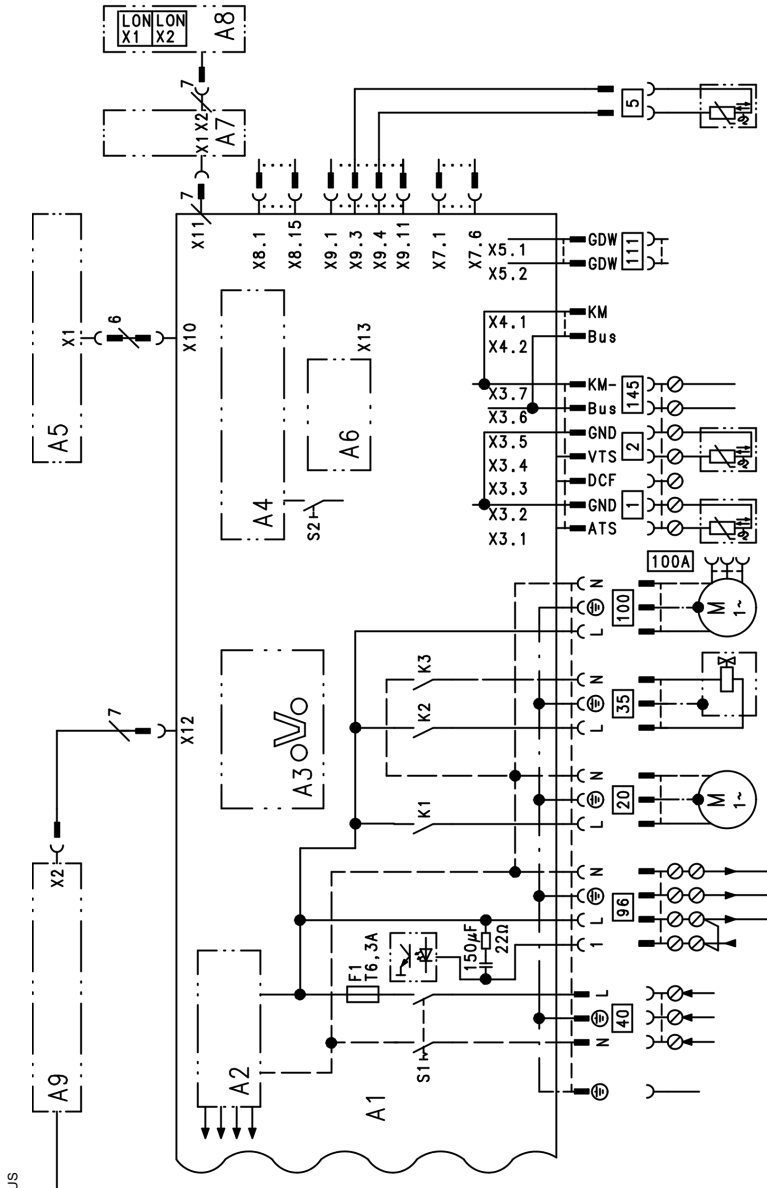 LON LON
X1 X2
A8
7
X1 X2
A7
7
X11
5
X1
A5
6
X10
X8.1
X8.15
X9.1
X9.3
X9.4
X9.11
X7.1
X7.6
X5.1
X5.2
GDW
GDW
111
A4
S2
A6
X13
X4.1
X4.2
KM
Bus
X3.7
X3.6
X3.5
X3.4
X3.3
X3.2
X3.1
KM-
Bus
GND
VTS
DCF
GND
ATS
145
2
1
100A
X12
7
A3
K3
K2
K1
N
L
100
M
1~
N
L
35
N
L
20
M
1~
X2
A9
A2
A1
F1
T6,3A
150μF
22Ω
S1
N
L
1
96
L
N
40
US